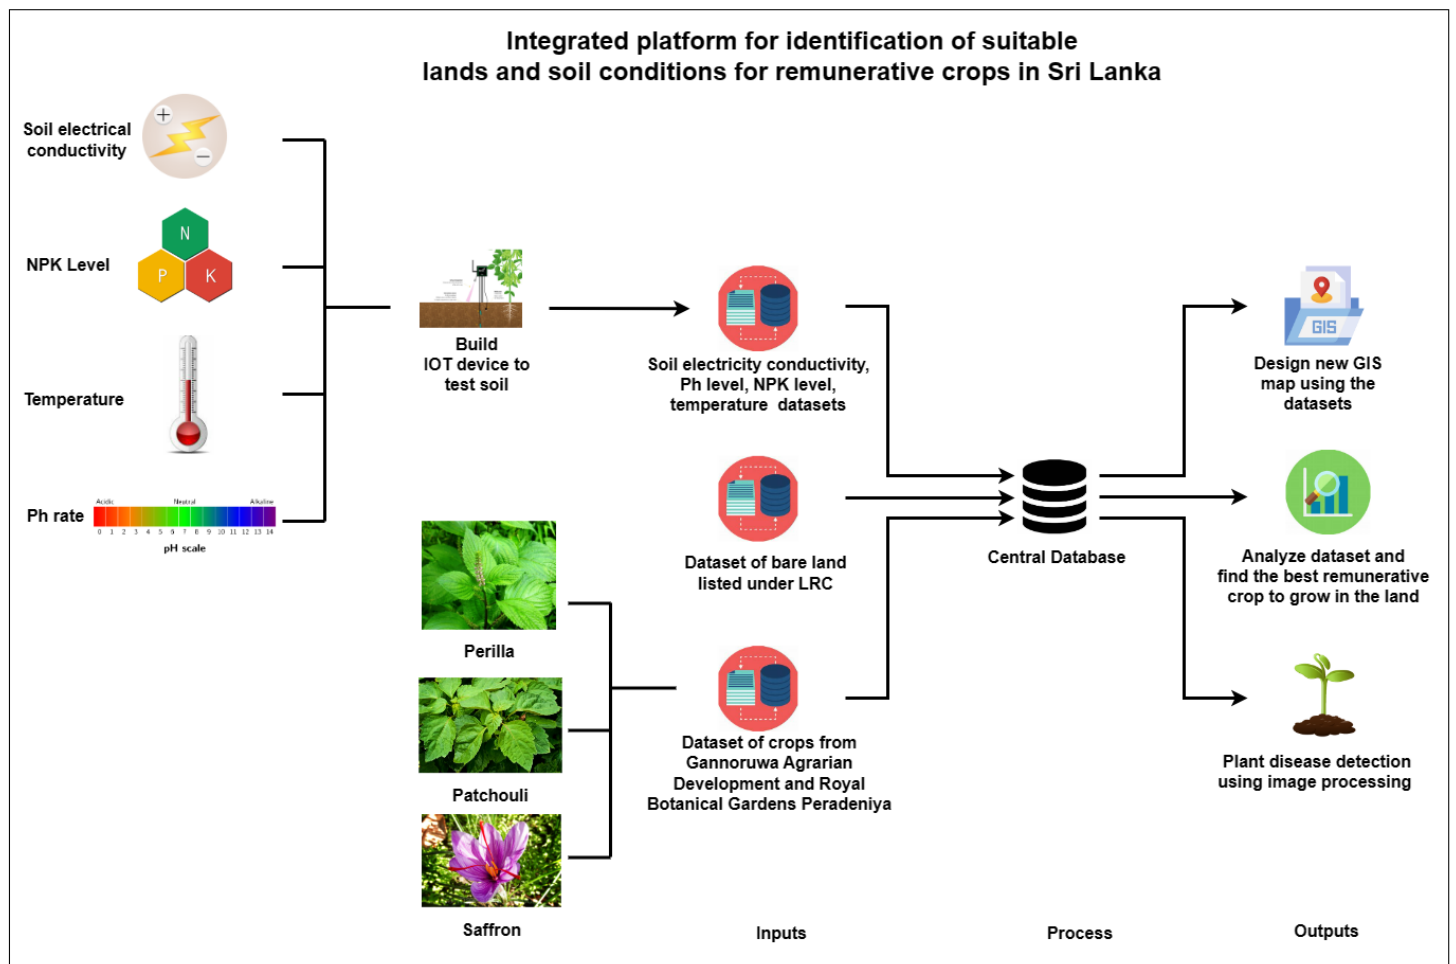 Integrated platform for identification of suitable
lands and soil conditions for remunerative crops in Sri Lanka
Soil electrical
conductivity
+
−
NPK Level
N
P
K
Temperature
Ph rate
Acidic Neutral Alkaline
0 1 2 3 4 5 6 7 8 9 10 11 12 13 14
pH scale
Build
IOT device to
test soil
Perilla
Patchouli
Saffron
Soil electricity conductivity,
Ph level, NPK level,
temperature datasets
Dataset of bare land
listed under LRC
Dataset of crops from
Gannoruwa Agrarian
Development and Royal
Botanical Gardens Peradeniya
Central Database
GIS
Design new GIS
map using the
datasets
Analyze dataset and
find the best remunerative
crop to grow in the land
Plant disease detection
using image processing
Inputs
Process
Outputs